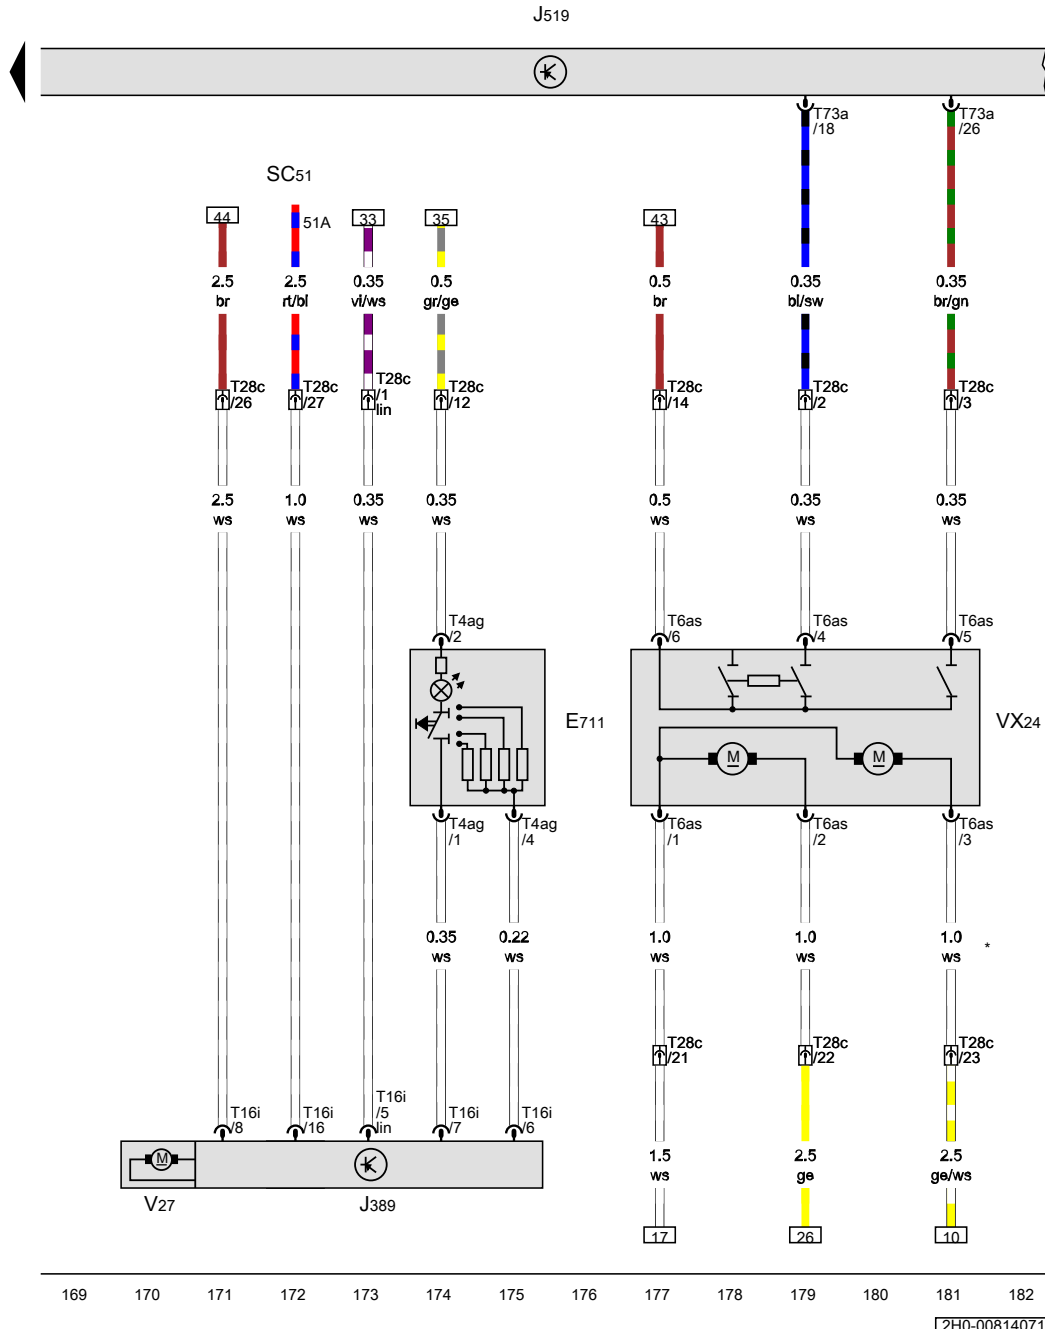 J519
T73a
/18
T73a
/26
SC51
44
51A
33
35
43
2.5
br
2.5
rt/bl
0.35
vi/ws
0.5
gr/ge
0.5
br
0.35
bl/sw
0.35
br/gn
T28c
/26
T28c
/27
T28c
/1
lin
T28c
/12
T28c
/14
T28c
/2
T28c
/3
2.5
ws
1.0
ws
0.35
ws
0.35
ws
0.5
ws
0.35
ws
0.35
ws
T4ag
/2
T6as
/6
T6as
/4
T6as
/5
E711
VX24
M
M
T4ag
/1
T4ag
/4
T6as
/1
T6as
/2
T6as
/3
0.35
ws
0.22
ws
1.0
ws
1.0
ws
1.0
ws
*
T28c
/21
T28c
/22
T28c
/23
T16i
/8
T16i
/16
T16i
/5
lin
T16i
/7
T16i
/6
M
V27
J389
1.5
ws
2.5
ge
2.5
ge/ws
17
26
10
169 170 171 172 173 174 175 176 177 178 179 180 181 182
2H0-00814071